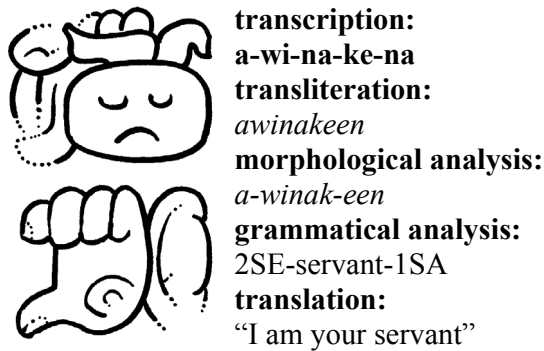 transcription:
a-wi-na-ke-na
transliteration:
awinakeen
morphological analysis:
a-winak-een
grammatical analysis:
2SE-servant-1SA
translation:
“I am your servant”